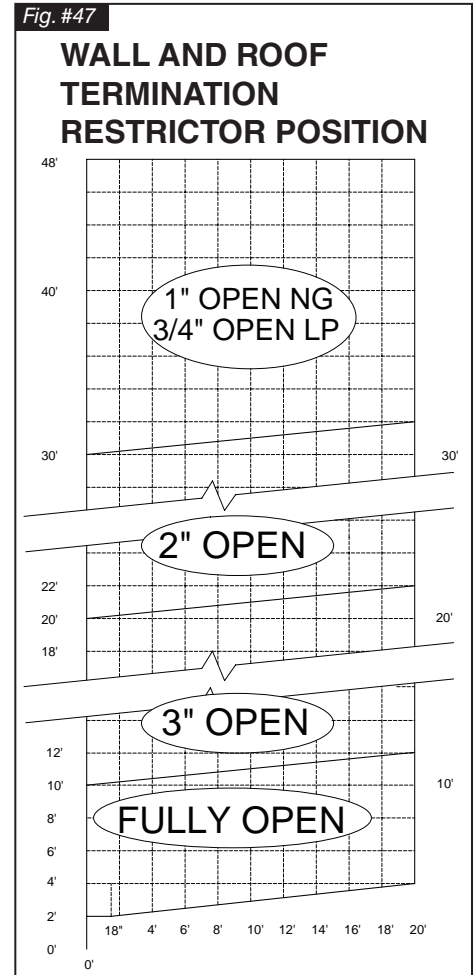 Fig. #47
WALL AND ROOF
TERMINATION
RESTRICTOR POSITION
48'
40'
1" OPEN NG
3/4" OPEN LP
30'
30'
2" OPEN
22'
20'
20'
18'
3" OPEN
12'
10'
10'
8'
FULLY OPEN
6'
4'
2'
18" 4' 6' 8' 10' 12' 14' 16' 18' 20'
0'
0'